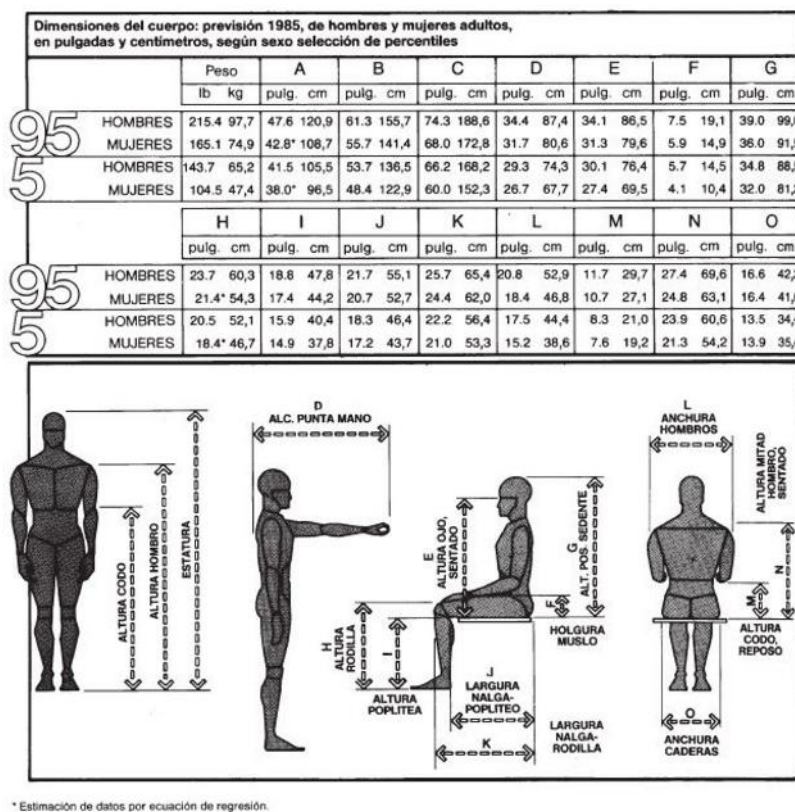 Dimensiones del cuerpo: previsión 1985, de hombres y mujeres adultos,
en pulgadas y centímetros, según sexo selección de percentiles
Peso A B C D E F G
lb kg pulg. cm pulg. cm pulg. cm pulg. cm pulg. cm pulg. cm pulg. cm
95
HOMBRES 215.4 97,7 47.6 120,9 61.3 155,7 74.3 188,6 34.4 87,4 34.1 86,5 7.5 19,1 39.0
MUJERES 165.1 74,9 42.8* 108,7 55.7 141,4 68.0 172,8 31.7 80,6 31.3 79,6 5.9 14,9 36.0
5
HOMBRES 143.7 65,2 41.5 105,5 53.7 136,5 66.2 168,2 29.3 74,3 30.1 76,4 5.7 14,5 34.8
MUJERES 104.5 47,4 38.0* 96,5 48.4 122,9 60.0 152,3 26.7 67,7 27.4 69,5 4.1 10,4 32.0
H I J K L M N O
pulg. cm pulg. cm pulg. cm pulg. cm pulg. cm pulg. cm pulg. cm pulg. cm
95
HOMBRES 23.7 60,3 18.8 47,8 21.7 55,1 25.7 65,4 20.8 52,9 11.7 29,7 27.4 69,6 16.6
MUJERES 21.4* 54,3 17.4 44,2 20.7 52,7 24.4 62,0 18.4 46,8 10.7 27,1 24.8 63,1 16.4
5
HOMBRES 20.5 52,1 15.9 40,4 18.3 46,4 22.2 56,4 17.5 44,4 8.3 21,0 23.9 60,6 13.5
MUJERES 18.4* 46,7 14.9 37,8 17.2 43,7 21.0 53,3 15.2 38,6 7.6 19,2 21.3 54,2 13.9
ALTURA CODO
ALTURA HOMBRO
ESTATURA
D
ALC. PUNTA MANO
H
ALTURA
RODILLA
I
ALTURA
POPLITEA
E
ALTURA OJO,
SENTADO
G
ALT. POS. SEDENTE
F
HOLGURA
MUSLO
J
LARGURA
NALGA-
POPLITEO
K
LARGURA
NALGA-
RODILLA
L
ANCHURA
HOMBROS
ALTURA MITAD
HOMBRO,
SENTADO
N
M
ALTURA
CODO,
REPOSO
O
ANCHURA
CADERAS
* Estimación de datos por ecuación de regresión.